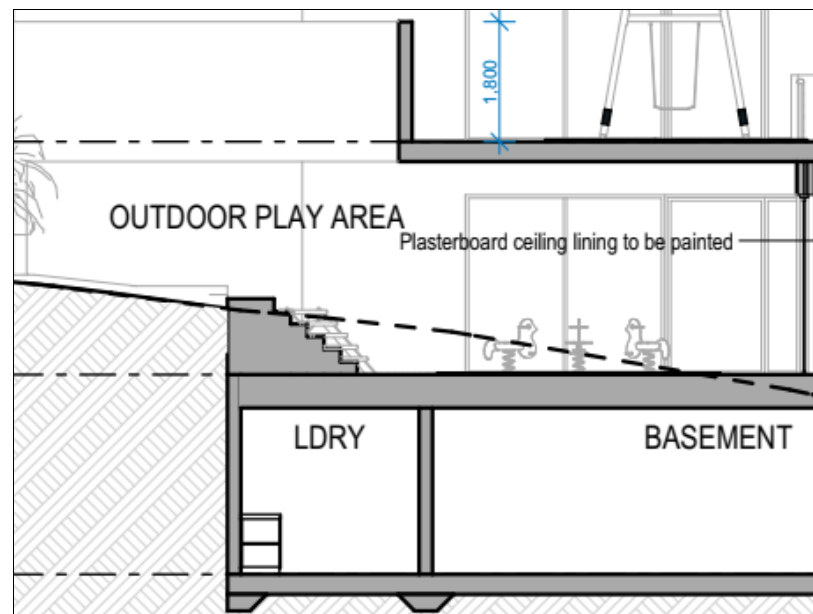 1,800
OUTDOOR PLAY AREA
Plasterboard ceiling lining to be painted
LDRY
BASEMENT